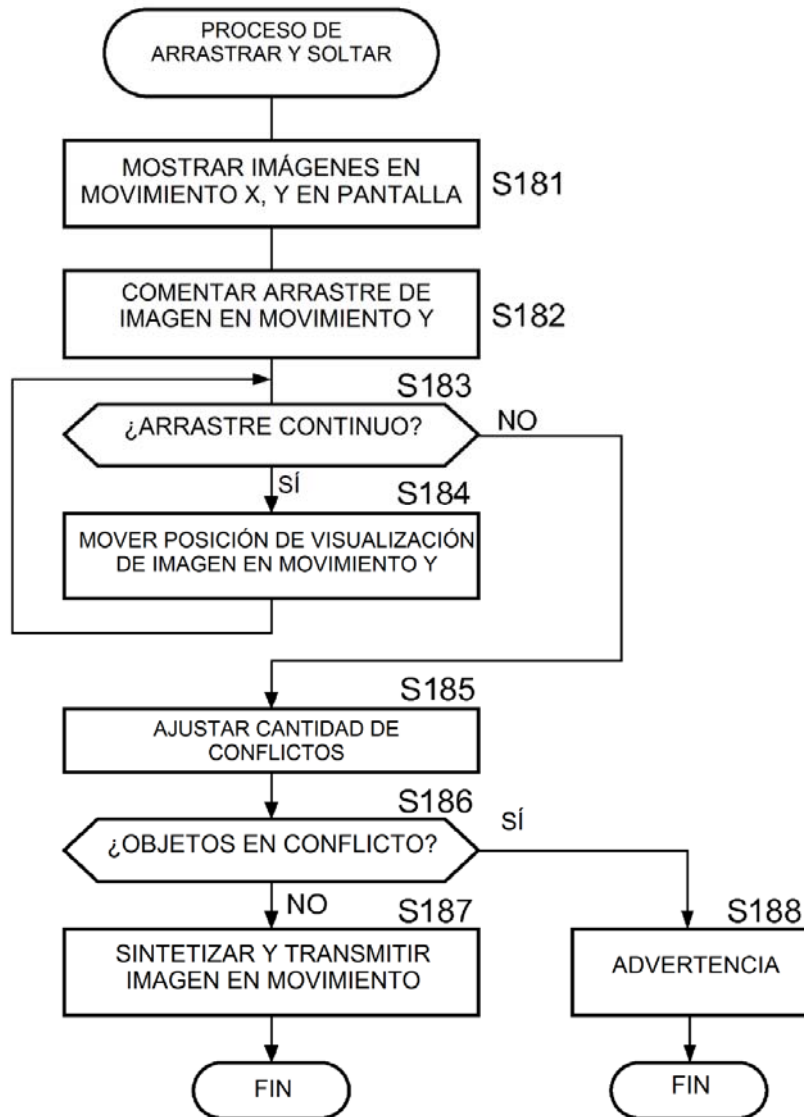 PROCESO DE
ARRASTRAR Y SOLTAR
MOSTRAR IMÁGENES EN
MOVIMIENTO X, Y EN PANTALLA
S181
COMENTAR ARRASTRE DE
IMAGEN EN MOVIMIENTO Y
S182
S183
¿ARRASTRE CONTINUO?
NO
SÍ
S184
MOVER POSICIÓN DE VISUALIZACIÓN
DE IMAGEN EN MOVIMIENTO Y
S185
AJUSTAR CANTIDAD DE
CONFLICTOS
S186
¿OBJETOS EN CONFLICTO?
SÍ
NO
S187
SINTETIZAR Y TRANSMITIR
IMAGEN EN MOVIMIENTO
S188
ADVERTENCIA
FIN
FIN